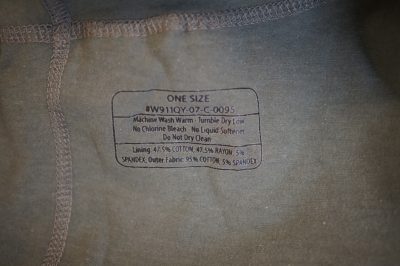 ONE SIZE
#W911QY-07-C-0095
Machine Wash Warm · Tumble Dry Low
No Chlorine Bleach · No Liquid Softener
Do Not Dry Clean
Lining: 47.5% COTTON, 47.5% RAYON, 5%
SPANDEX, Outer Fabric: 95% COTTON, 5% SPANDEX